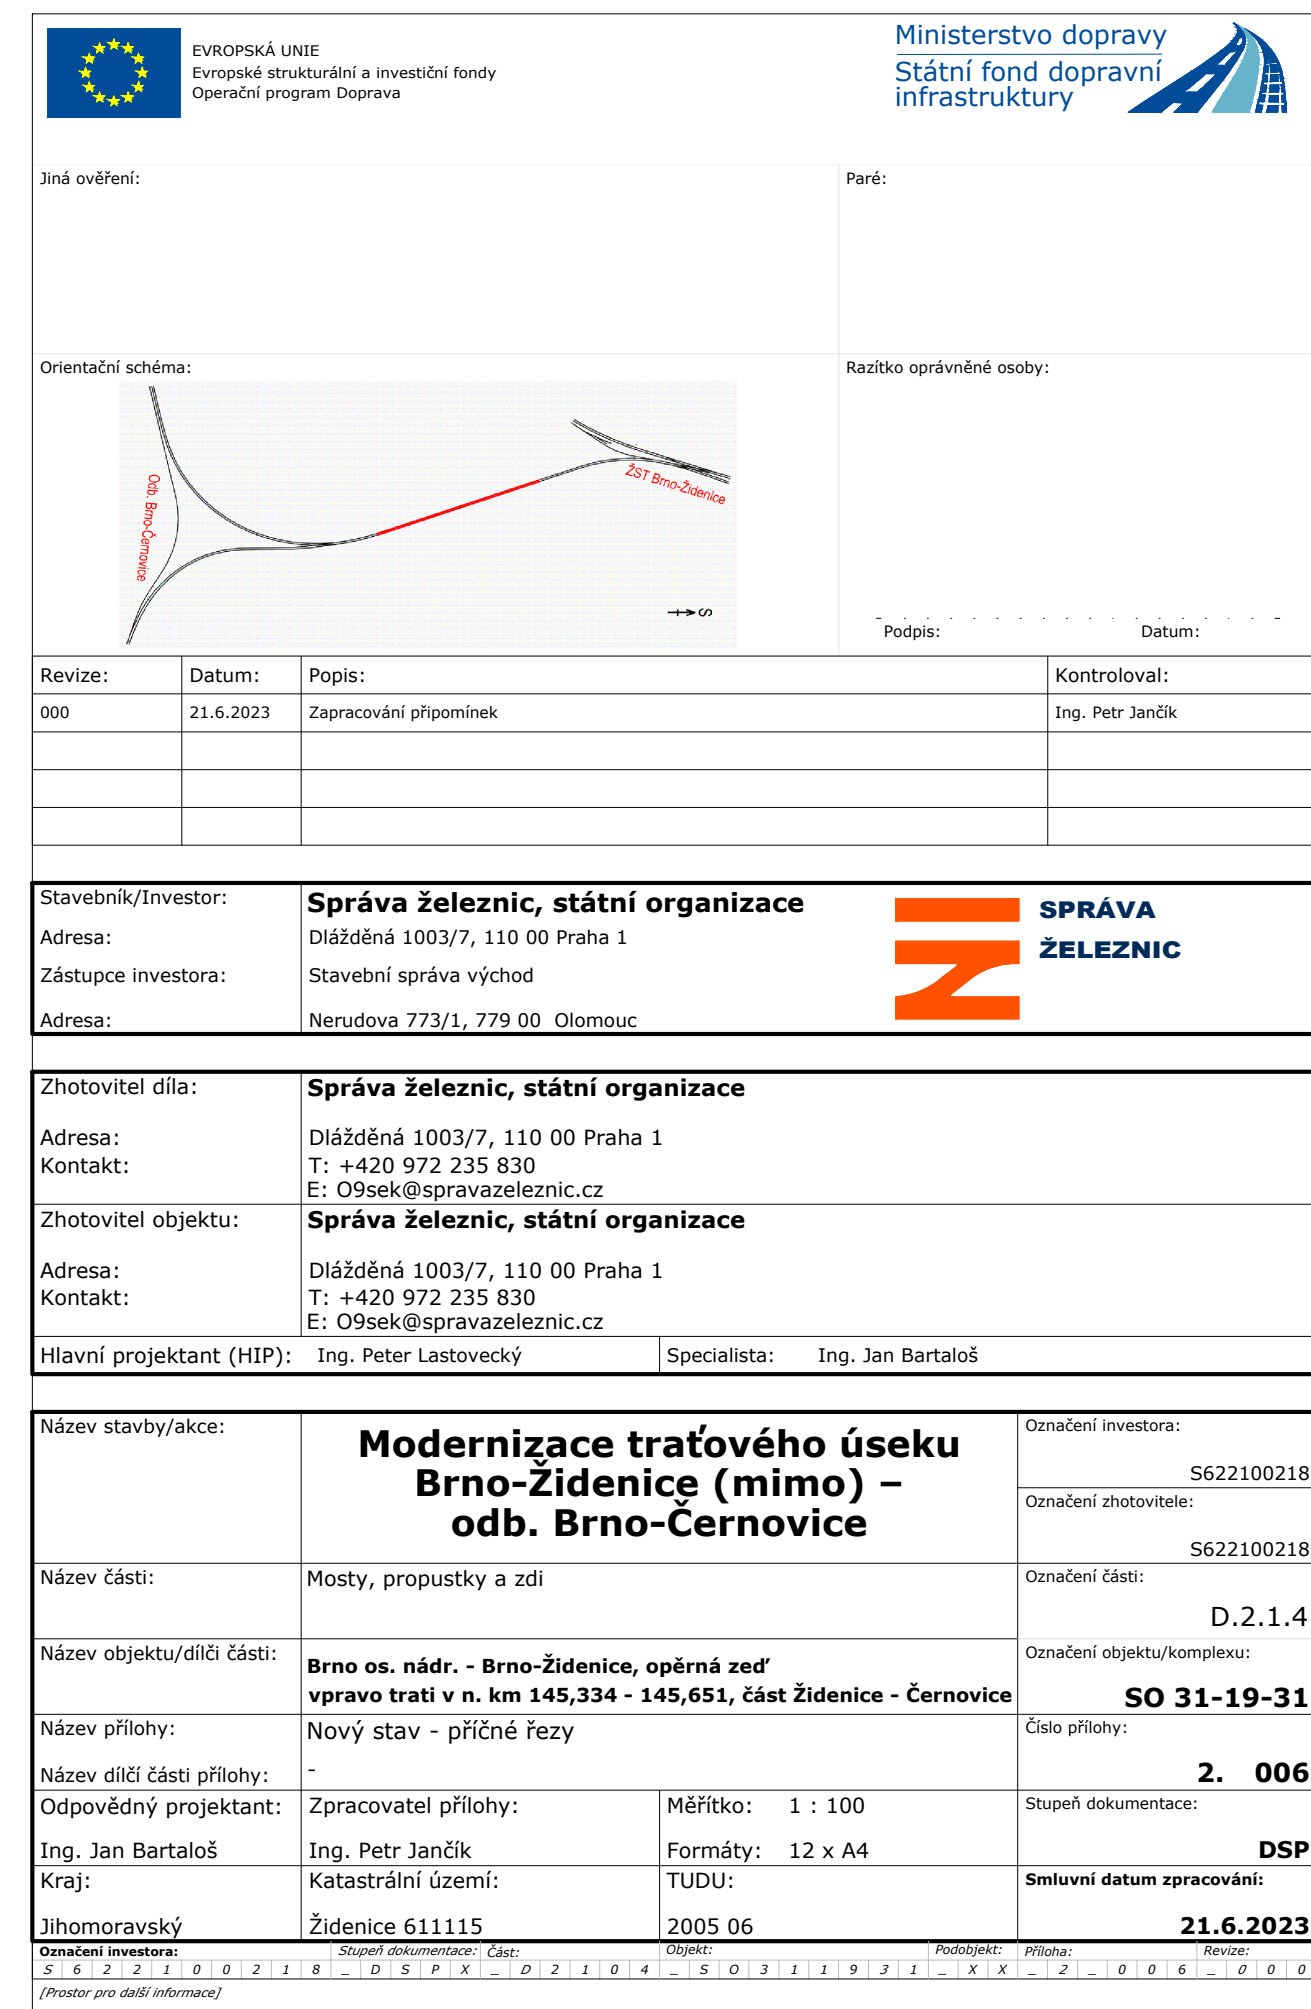 EVROPSKÁ UNIE
Evropské strukturální a investiční fondy
Operační program Doprava
Ministerstvo dopravy
Státní fond dopravní
infrastruktury
Jiná ověření:
Paré:
Orientační schéma:
Razítko oprávněné osoby:
Odb. Brno-Černovice
ŽST Brno-Židenice
S
Podpis:
Datum:
Revize:
Datum:
Popis:
Kontroloval:
000
21.6.2023
Zapracování připomínek
Ing. Petr Jančík
Stavebník/Investor:
Správa železnic, státní organizace
SPRÁVA
ŽELEZNIC
Adresa:
Dlážděná 1003/7, 110 00 Praha 1
Zástupce investora:
Stavební správa východ
Adresa:
Nerudova 773/1, 779 00  Olomouc
Zhotovitel díla:
Správa železnic, státní organizace
Adresa:
Dlážděná 1003/7, 110 00 Praha 1
Kontakt:
T: +420 972 235 830
E: O9sek@spravazeleznic.cz
Zhotovitel objektu:
Správa železnic, státní organizace
Adresa:
Dlážděná 1003/7, 110 00 Praha 1
Kontakt:
T: +420 972 235 830
E: O9sek@spravazeleznic.cz
Hlavní projektant (HIP):
Ing. Peter Lastovecký
Specialista:
Ing. Jan Bartaloš
Název stavby/akce:
Modernizace traťového úseku
Brno-Židenice (mimo) –
odb. Brno-Černovice
Označení investora:
S622100218
Označení zhotovitele:
S622100218
Název části:
Mosty, propustky a zdi
Označení části:
D.2.1.4
Název objektu/dílči části:
Brno os. nádr. - Brno-Židenice, opěrná zeď
vpravo trati v n. km 145,334 - 145,651, část Židenice - Černovice
Označení objektu/komplexu:
SO 31-19-31
Název přílohy:
Nový stav - příčné řezy
Číslo přílohy:
Název dílčí části přílohy:
-
2. 006
Odpovědný projektant:
Zpracovatel přílohy:
Měřítko: 1 : 100
Stupeň dokumentace:
Ing. Jan Bartaloš
Ing. Petr Jančík
Formáty: 12 x A4
DSP
Kraj:
Katastrální území:
TUDU:
Smluvní datum zpracování:
Jihomoravský
Židenice 611115
2005 06
21.6.2023
Označení investora:
Stupeň dokumentace:
Část:
Objekt:
Podobjekt:
Příloha:
Revize:
S 6 2 2 1 0 0 2 1 8 _ D S P X _ D 2 1 0 4 _ S O 3 1 1 9 3 1 _ X X _ 2 _ 0 0 6 _ 0 0 0
[Prostor pro další informace]